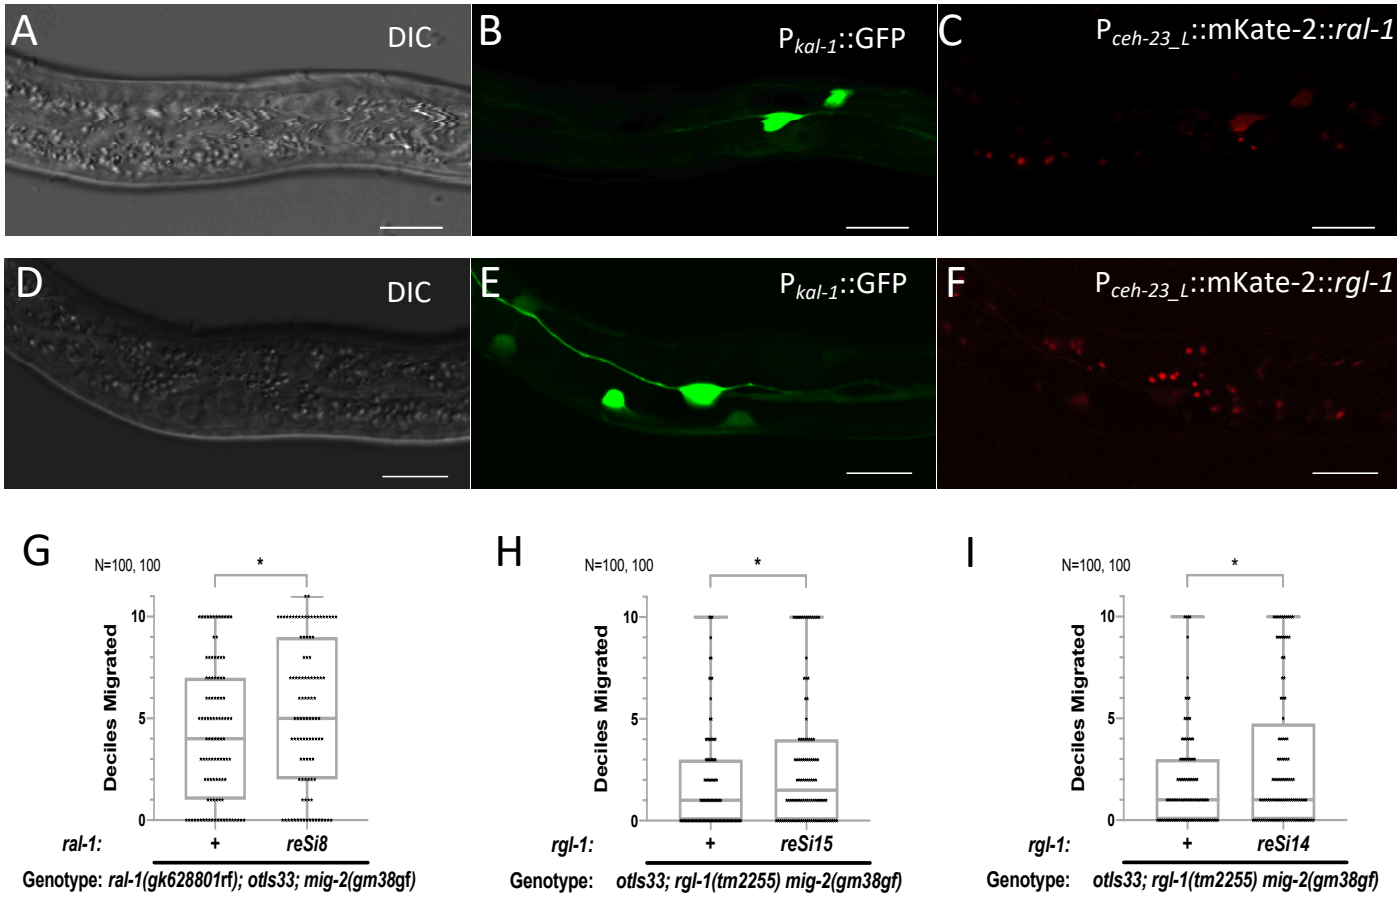 A
DIC
B
Pkal-1::GFP
C
Pceh-23_L::mKate-2::ral-1
D
DIC
E
Pkal-1::GFP
F
Pceh-23_L::mKate-2::rgl-1
G
N=100, 100
*
Deciles Migrated
10
5
0
ral-1: + reSi8
Genotype: ral-1(gk628801rf); otIs33; mig-2(gm38gf)
H
N=100, 100
*
Deciles Migrated
10
5
0
rgl-1: + reSi15
Genotype: otIs33; rgl-1(tm2255) mig-2(gm38gf)
I
N=100, 100
*
Deciles Migrated
10
5
0
rgl-1: + reSi14
Genotype: otIs33; rgl-1(tm2255) mig-2(gm38gf)